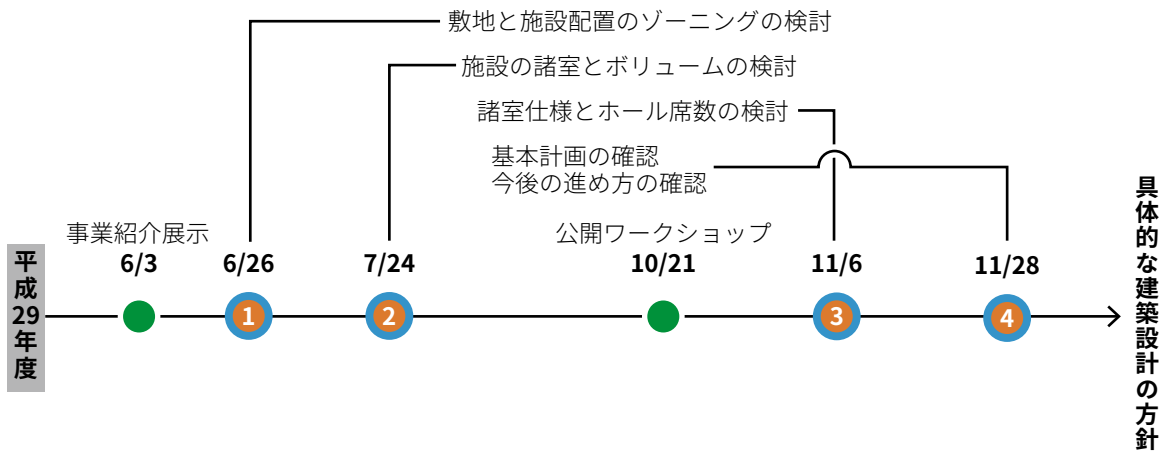 敷地と施設配置のゾーニングの検討
施設の諸室とボリュームの検討
諸室仕様とホール席数の検討
基本計画の確認
今後の進め方の確認
事業紹介展示
公開ワークショップ
6/3
6/26
7/24
10/21
11/6
11/28
平成29年度
1
2
3
4
具体的な建築設計の方針